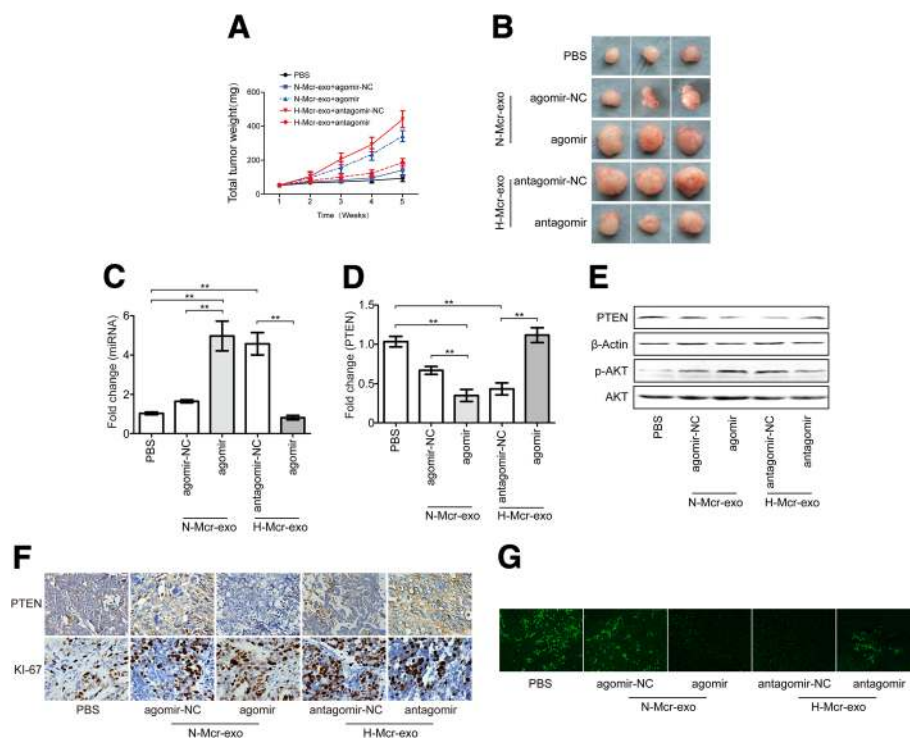 A
Total tumor weight(mg)
600
400
200
0
1 2 3 4 5
Time (Weeks)
PBS
N-Mcr-exo+agomir-NC
N-Mcr-exo+agomir
H-Mcr-exo+antagomir-NC
H-Mcr-exo+antagomir
B
PBS
agomir-NC
agomir
antagomir-NC
antagomir
N-Mcr-exo
H-Mcr-exo
C
Fold change (miRNA)
6
4
2
0
** ** ** **
PBS
agomir-NC
agomir
antagomir-NC
agomir
N-Mcr-exo H-Mcr-exo
D
Fold change (PTEN)
1.5
1.0
0.5
0.0
** ** ** **
PBS
agomir-NC
agomir
antagomir-NC
agomir
N-Mcr-exo H-Mcr-exo
E
PTEN
β-Actin
p-AKT
AKT
PBS
agomir-NC
agomir
antagomir-NC
antagomir
N-Mcr-exo H-Mcr-exo
F
PTEN
KI-67
PBS agomir-NC agomir antagomir-NC antagomir
N-Mcr-exo H-Mcr-exo
G
PBS agomir-NC agomir antagomir-NC antagomir
N-Mcr-exo H-Mcr-exo